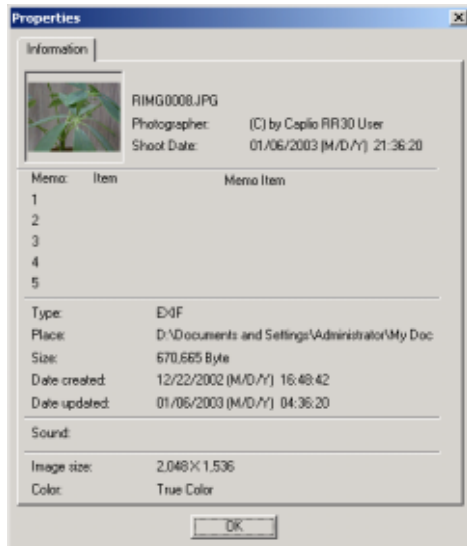 Properties
Information
RIMG0008.JPG
Photographer: (C) by Caplio RR30 User
Shoot Date: 01/06/2003 (M/D/Y) 21:36:20
Memo: Item Memo Item
1
2
3
4
5
Type: EXIF
Place: D:\Documents and Settings\Administrator\My Doc
Size: 670,665 Byte
Date created: 12/22/2002 (M/D/Y) 16:48:42
Date updated: 01/06/2003 (M/D/Y) 04:36:20
Sound:
Image size: 2,048 X 1,536
Color: True Color
OK